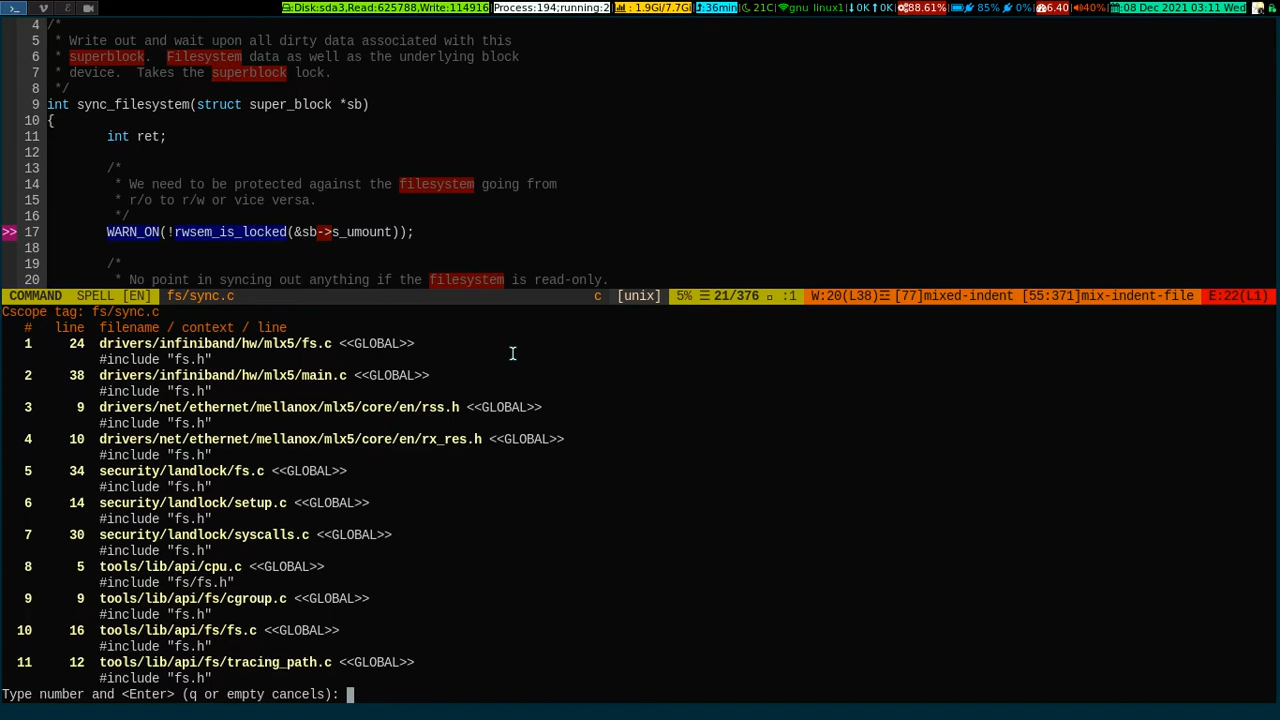 Disk:sda3,Read:625788,Write:114916 Process:194;running:2 : 1.9Gi/7.7Gi :36min 21C gnu linux1 0K 0K 88.61% 85% 0% 6.40 40% :08 Dec 2021 03:11 Wed
4 /*
5 * Write out and wait upon all dirty data associated with this
6 * superblock.  Filesystem data as well as the underlying block
7 * device.  Takes the superblock lock.
8 */
9 int sync_filesystem(struct super_block *sb)
10 {
11 int ret;
12
13 /*
14 * We need to be protected against the filesystem going from
15 * r/o to r/w or vice versa.
16 */
>> 17 WARN_ON(!rwsem_is_locked(&sb->s_umount));
18
19 /*
20 * No point in syncing out anything if the filesystem is read-only.
COMMAND SPELL [EN] fs/sync.c c [unix] 5% ☰ 21/376 :1 W:20(L38)☲ [77]mixed-indent [55:371]mix-indent-file E:22(L1)
Cscope tag: fs/sync.c
# line filename / context / line
1 24 drivers/infiniband/hw/mlx5/fs.c <<GLOBAL>>
#include "fs.h"
2 38 drivers/infiniband/hw/mlx5/main.c <<GLOBAL>>
#include "fs.h"
3 9 drivers/net/ethernet/mellanox/mlx5/core/en/rss.h <<GLOBAL>>
#include "fs.h"
4 10 drivers/net/ethernet/mellanox/mlx5/core/en/rx_res.h <<GLOBAL>>
#include "fs.h"
5 34 security/landlock/fs.c <<GLOBAL>>
#include "fs.h"
6 14 security/landlock/setup.c <<GLOBAL>>
#include "fs.h"
7 30 security/landlock/syscalls.c <<GLOBAL>>
#include "fs.h"
8 5 tools/lib/api/cpu.c <<GLOBAL>>
#include "fs/fs.h"
9 9 tools/lib/api/fs/cgroup.c <<GLOBAL>>
#include "fs.h"
10 16 tools/lib/api/fs/fs.c <<GLOBAL>>
#include "fs.h"
11 12 tools/lib/api/fs/tracing_path.c <<GLOBAL>>
#include "fs.h"
Type number and <Enter> (q or empty cancels):